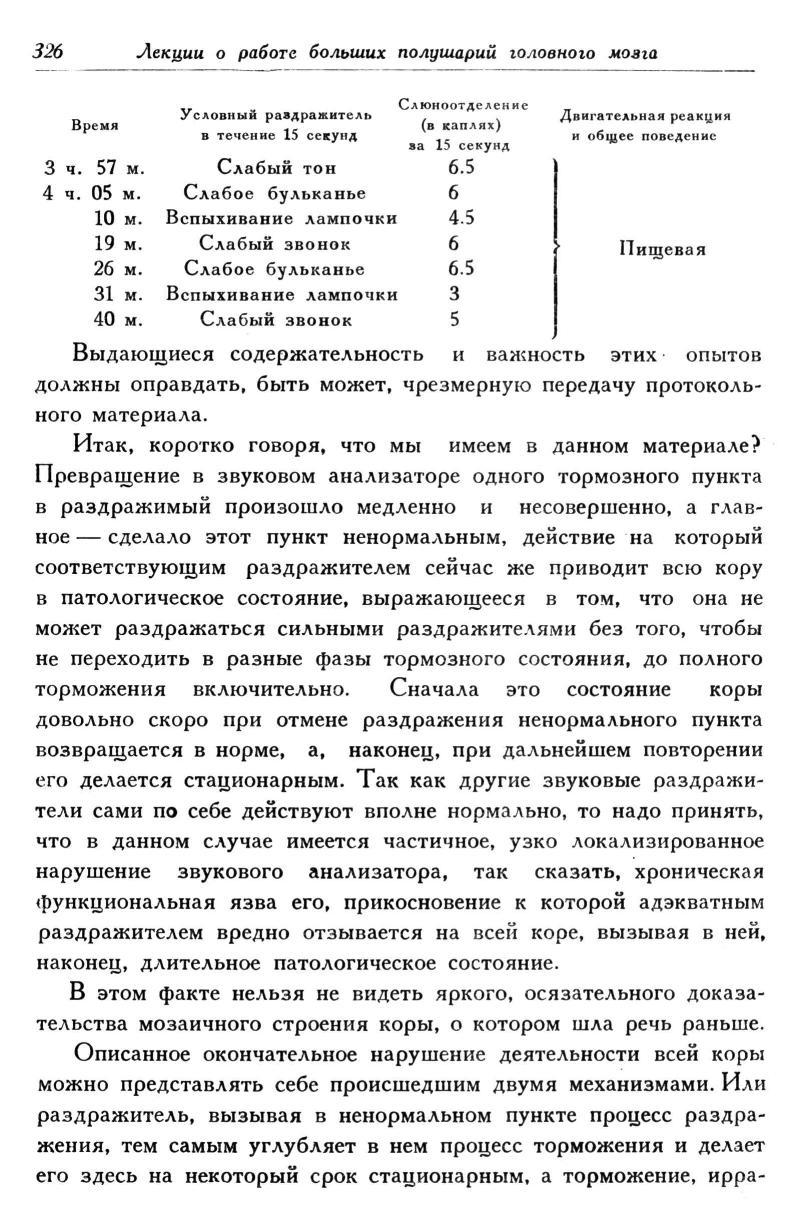 326 Лекции о работе больших полушарий головного мозга
Время Условный раздражитель в течение 15 секунд Слюноотделение (в каплях) за 15 секунд Двигательная реакция и общее поведение
3 ч. 57 м. Слабый тон 6.5
4 ч. 05 м. Слабое бульканье 6
10 м. Вспыхивание лампочки 4.5
19 м. Слабый звонок 6 Пищевая
26 м. Слабое бульканье 6.5
31 м. Вспыхивание лампочки 3
40 м. Слабый звонок 5
Выдающиеся содержательность и важность этих опытов
должны оправдать, быть может, чрезмерную передачу протоколь-
ного материала.
Итак, коротко говоря, что мы имеем в данном материале?
Превращение в звуковом анализаторе одного тормозного пункта
в раздражимый произошло медленно и несовершенно, а глав-
ное — сделало этот пункт ненормальным, действие на который
соответствующим раздражителем сейчас же приводит всю кору
в патологическое состояние, выражающееся в том, что она не
может раздражаться сильными раздражителями без того, чтобы
не переходить в разные фазы тормозного состояния, до полного
торможения включительно. Сначала это состояние коры
довольно скоро при отмене раздражения ненормального пункта
возвращается в норме, а, наконец, при дальнейшем повторении
его делается стационарным. Так как другие звуковые раздражи-
тели сами по себе действуют вполне нормально, то надо принять,
что в данном случае имеется частичное, узко локализированное
нарушение звукового анализатора, так сказать, хроническая
функциональная язва его, прикосновение к которой адэкватным
раздражителем вредно отзывается на всей коре, вызывая в ней,
наконец, длительное патологическое состояние.
В этом факте нельзя не видеть яркого, осязательного доказа-
тельства мозаичного строения коры, о котором шла речь раньше.
Описанное окончательное нарушение деятельности всей коры
можно представлять себе происшедшим двумя механизмами. Или
раздражитель, вызывая в ненормальном пункте процесс раздра-
жения, тем самым углубляет в нем процесс торможения и делает
его здесь на некоторый срок стационарным, а торможение, ирра-